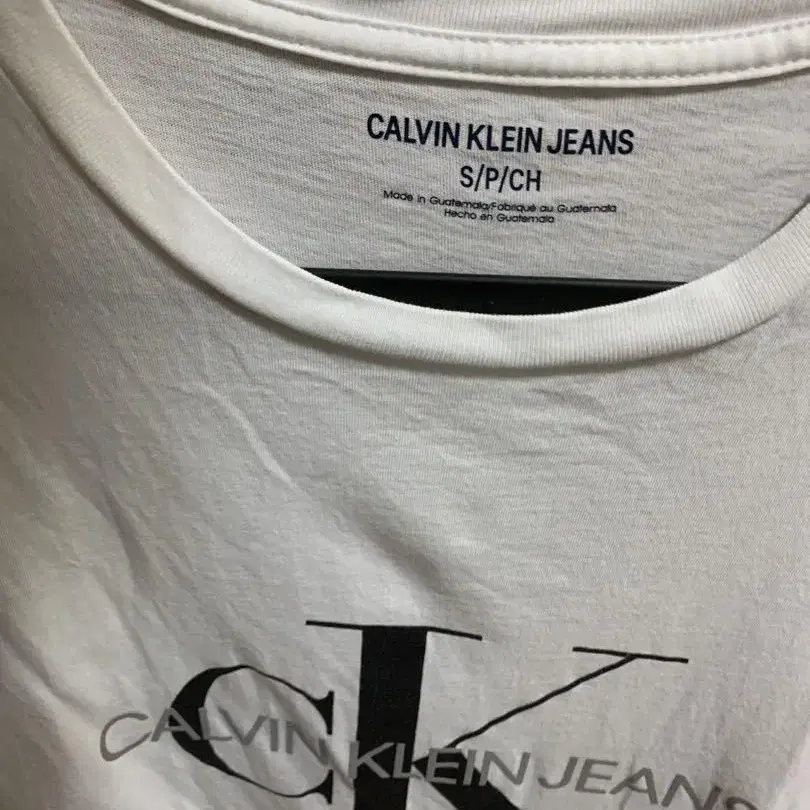 CALVIN KLEIN JEANS
S/P/CH
Made in Guatemala/Fabriqué au Guatemala
Hecho en Guatemala
CK
CALVIN KLEIN JEANS